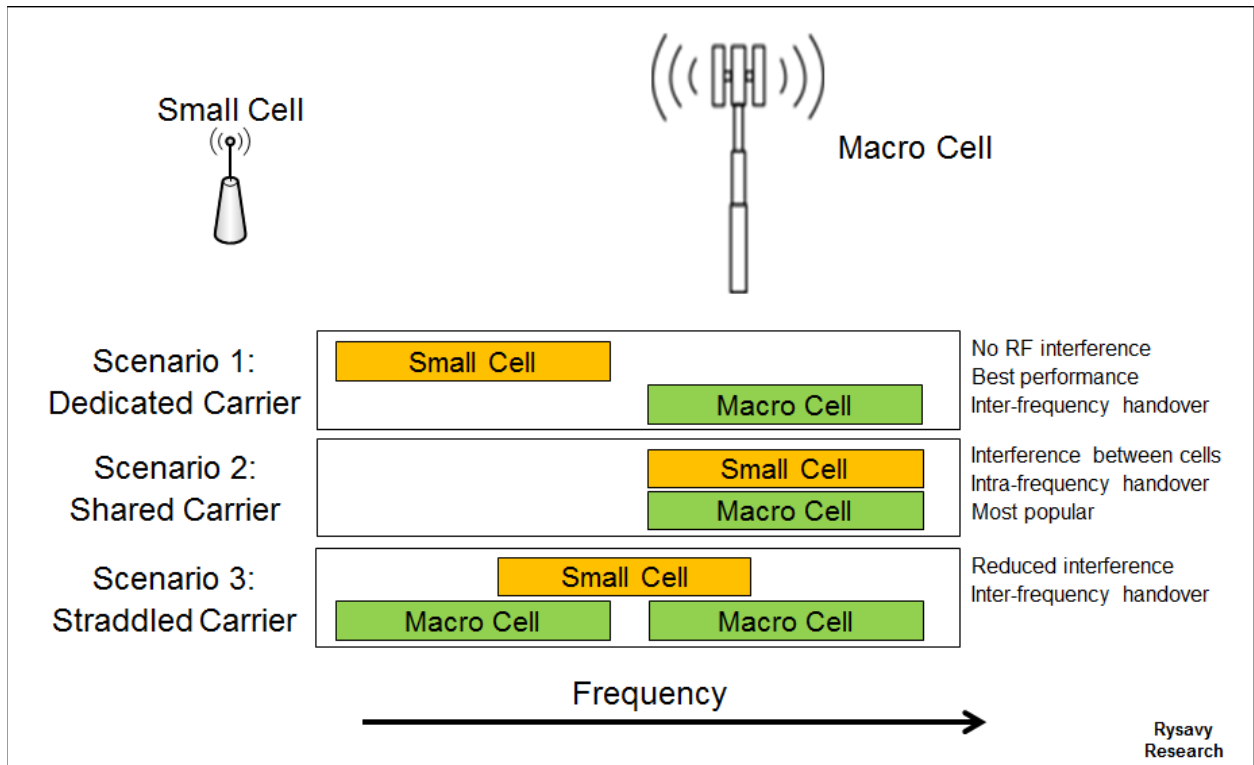 Small Cell
Macro Cell
Scenario 1:
Dedicated Carrier
Small Cell
Macro Cell
No RF interference
Best performance
Inter-frequency handover
Scenario 2:
Shared Carrier
Small Cell
Macro Cell
Interference between cells
Intra-frequency handover
Most popular
Scenario 3:
Straddled Carrier
Small Cell
Macro Cell
Macro Cell
Reduced interference
Inter-frequency handover
Frequency
Rysavy
Research